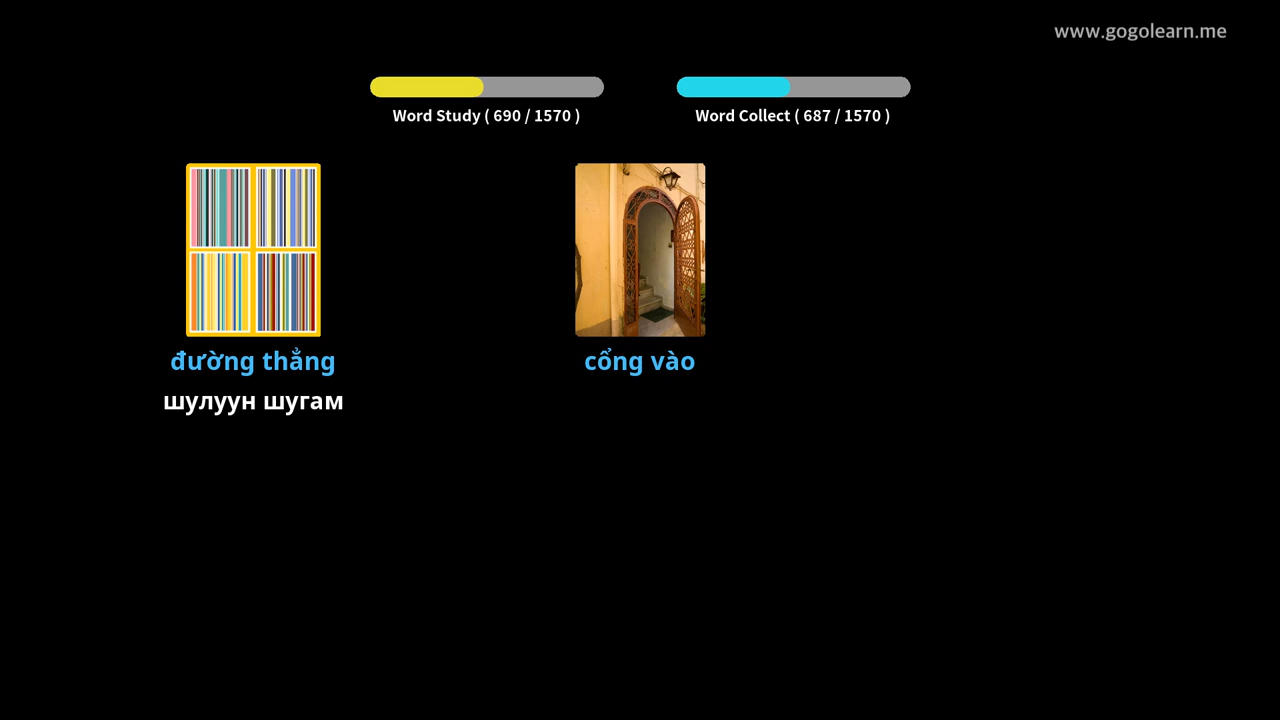 www.gogolearn.me
Word Study ( 690 / 1570 )
Word Collect ( 687 / 1570 )
đường thẳng
cổng vào
шулуун шугам